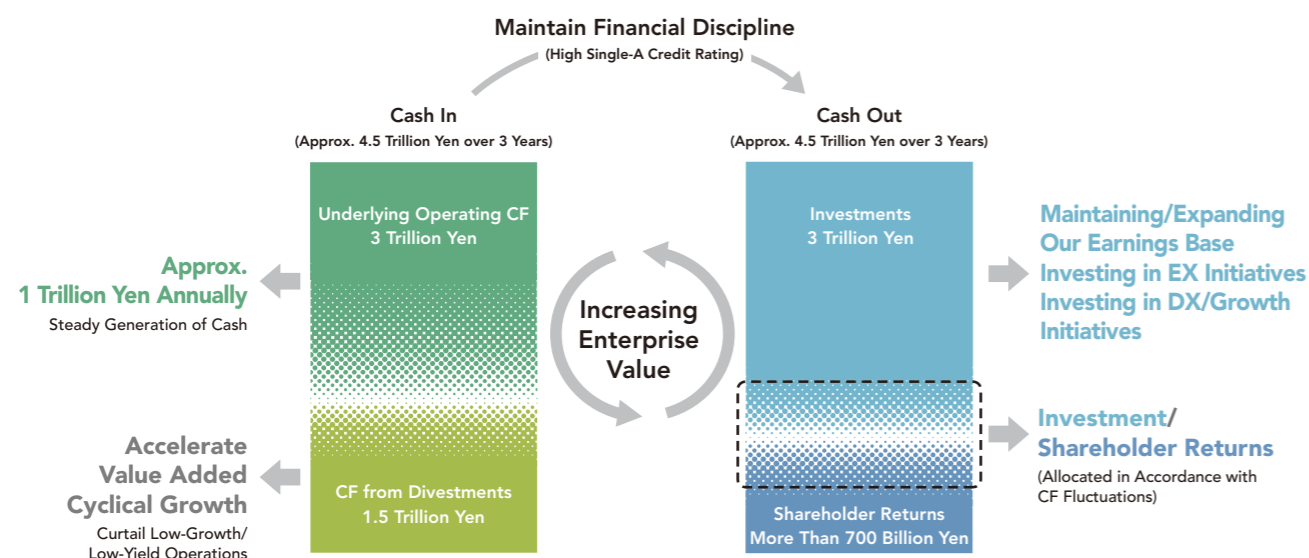 Maintain Financial Discipline
(High Single-A Credit Rating)
Cash In
(Approx. 4.5 Trillion Yen over 3 Years)
Cash Out
(Approx. 4.5 Trillion Yen over 3 Years)
Underlying Operating CF
3 Trillion Yen
Approx.
1 Trillion Yen Annually
Steady Generation of Cash
CF from Divestments
1.5 Trillion Yen
Accelerate
Value Added
Cyclical Growth
Curtail Low-Growth/
Low-Yield Operations
Increasing
Enterprise
Value
Investments
3 Trillion Yen
Maintaining/Expanding
Our Earnings Base
Investing in EX Initiatives
Investing in DX/Growth
Initiatives
Investment/
Shareholder Returns
(Allocated in Accordance with
CF Fluctuations)
Shareholder Returns
More Than 700 Billion Yen